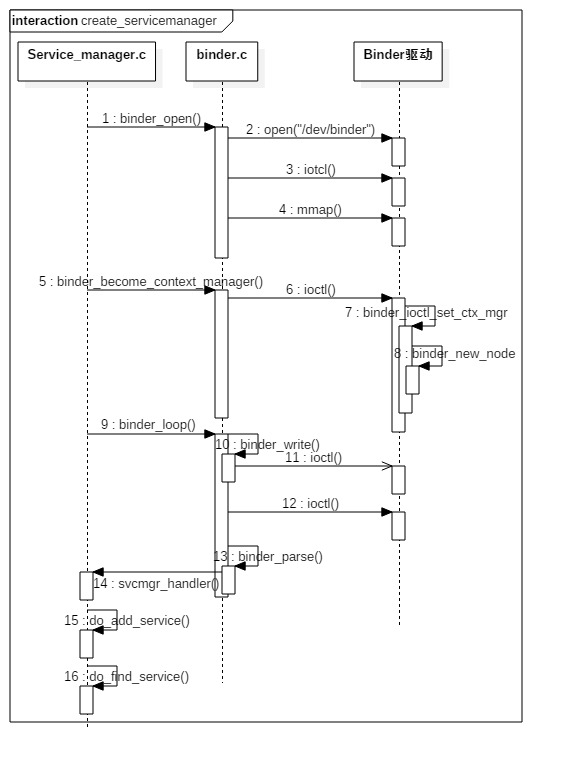 interaction create_servicemanager
Service_manager.c
binder.c
Binder驱动
1 : binder_open()
2 : open("/dev/binder")
3 : iotcl()
4 : mmap()
5 : binder_become_context_manager()
6 : ioctl()
7 : binder_ioctl_set_ctx_mgr
8 : binder_new_node
9 : binder_loop()
10 : binder_write()
11 : ioctl()
12 : ioctl()
13 : binder_parse()
14 : svcmgr_handler()
15 : do_add_service()
16 : do_find_service()